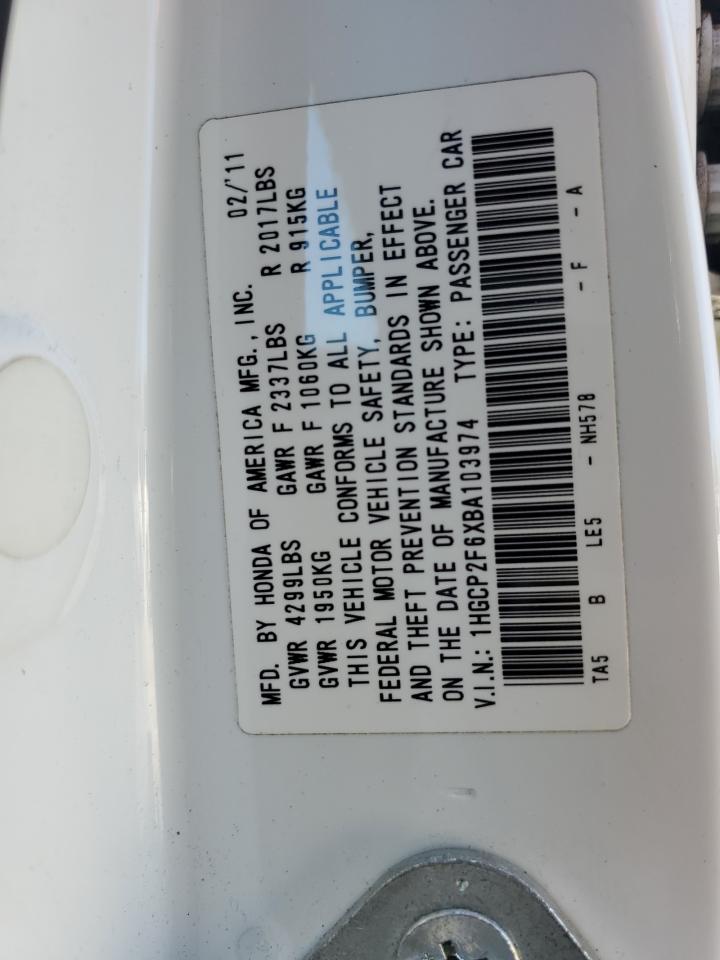 MFD. BY HONDA OF AMERICA MFG., INC. 02/'11
GVWR 4299LBS GAWR F 2337LBS R 2017LBS
GVWR 1950KG GAWR F 1060KG R 915KG
THIS VEHICLE CONFORMS TO ALL APPLICABLE
FEDERAL MOTOR VEHICLE SAFETY, BUMPER,
AND THEFT PREVENTION STANDARDS IN EFFECT
ON THE DATE OF MANUFACTURE SHOWN ABOVE.
V.I.N.: 1HGCP2F6XBA103974 TYPE: PASSENGER CAR
TA5 B LE5 - NH578 - F - A